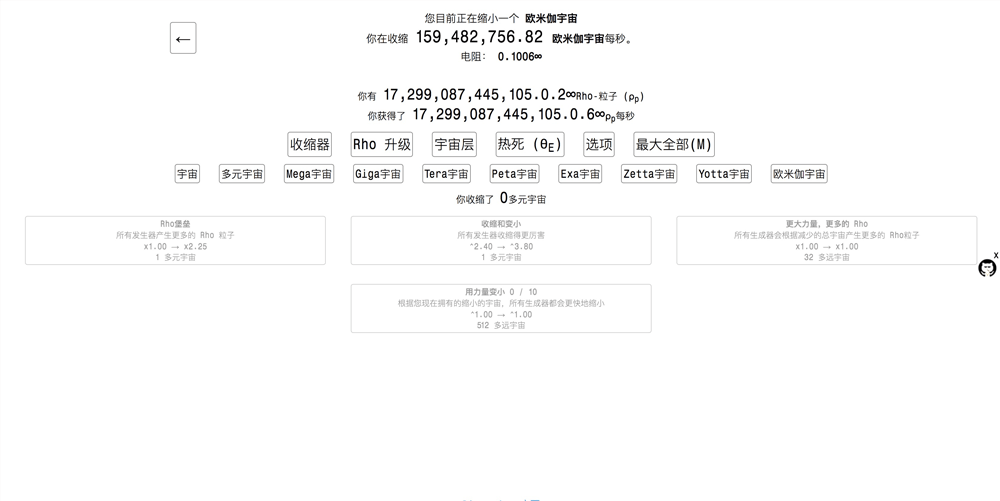 您目前正在缩小一个 欧米伽宇宙
←
你在收缩 159,482,756.82 欧米伽宇宙每秒。
电阻： 0.1006∞
你有 17,299,087,445,105.0.2∞Rho-粒子 (ρp)
你获得了 17,299,087,445,105.0.6∞ρp每秒
收缩器 Rho 升级 宇宙层 热死 (θE) 选项 最大全部(M)
宇宙 多元宇宙 Mega宇宙 Giga宇宙 Tera宇宙 Peta宇宙 Exa宇宙 Zetta宇宙 Yotta宇宙 欧米伽宇宙
你收缩了 0多元宇宙
Rho堡垒
所有发生器产生更多的 Rho 粒子
x1.00 → x2.25
1 多元宇宙
收缩和变小
所有发生器收缩得更厉害
^2.40 → ^3.80
1 多元宇宙
更大力量，更多的 Rho
所有生成器会根据减少的总宇宙产生更多的 Rho粒子
x1.00 → x1.00
32 多远宇宙
x
用力量变小 0 / 10
根据您现在拥有的缩小的宇宙，所有生成器都会更快地缩小
^1.00 → ^1.00
512 多远宇宙